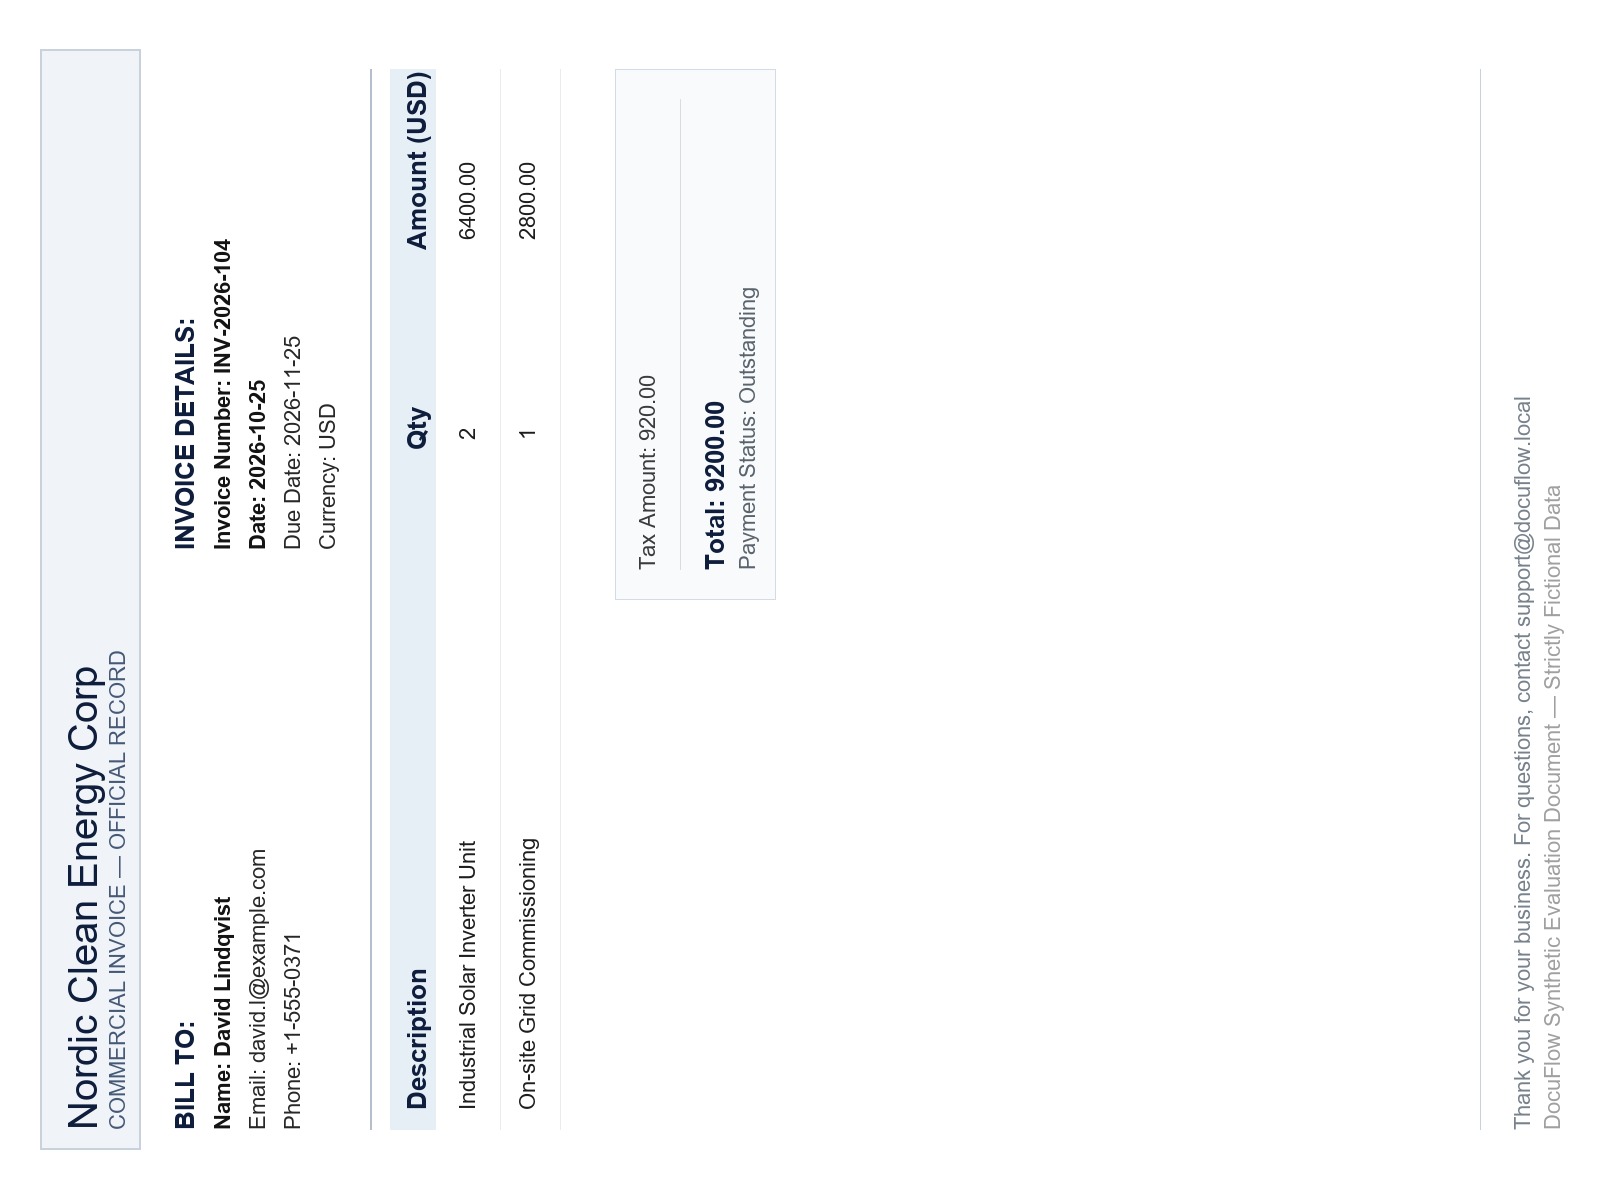 Nordic Clean Energy Corp
COMMERCIAL INVOICE — OFFICIAL RECORD
BILL TO:
Name: David Lindqvist
Email: david.l@example.com
Phone: +1-555-0371
INVOICE DETAILS:
Invoice Number: INV-2026-104
Date: 2026-10-25
Due Date: 2026-11-25
Currency: USD
Description Qty Amount (USD)
Industrial Solar Inverter Unit 2 6400.00
On-site Grid Commissioning 1 2800.00
Tax Amount: 920.00
Total: 9200.00
Payment Status: Outstanding
Thank you for your business. For questions, contact support@docuflow.local
DocuFlow Synthetic Evaluation Document — Strictly Fictional Data